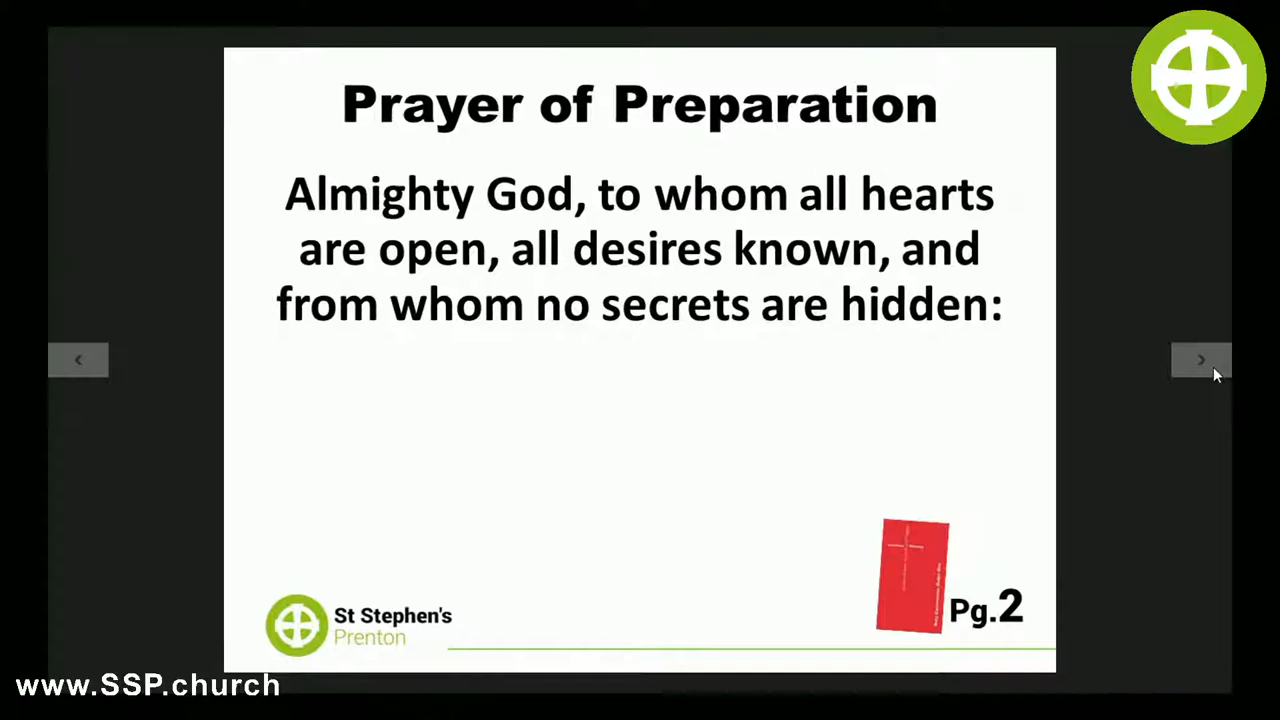 Prayer of Preparation
Almighty God, to whom all hearts
are open, all desires known, and
from whom no secrets are hidden:
Pg.2
St Stephen's
Prenton
www.SSP.church